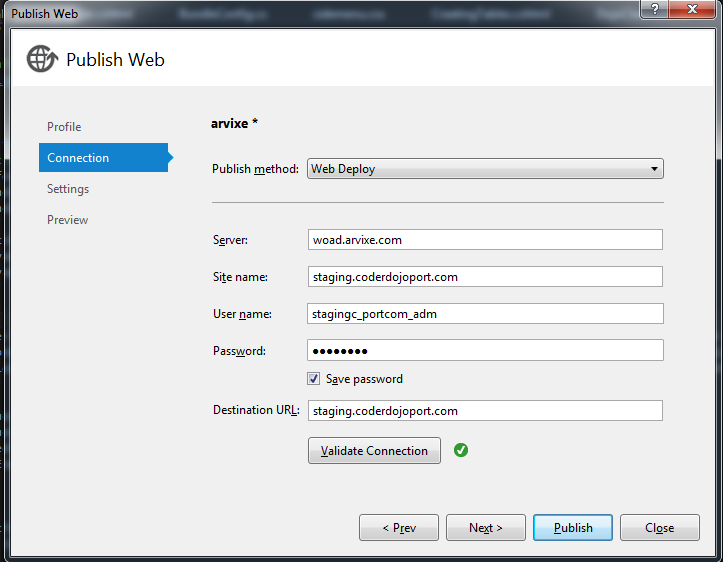 Publish Web
?
Publish Web
Profile
Connection
Settings
Preview
arvixe *
Publish method: Web Deploy
Server: woad.arvixe.com
Site name: staging.coderdojoport.com
User name: stagingc_portcom_adm
Password: ●●●●●●●●
Save password
Destination URL: staging.coderdojoport.com
Validate Connection
< Prev
Next >
Publish
Close